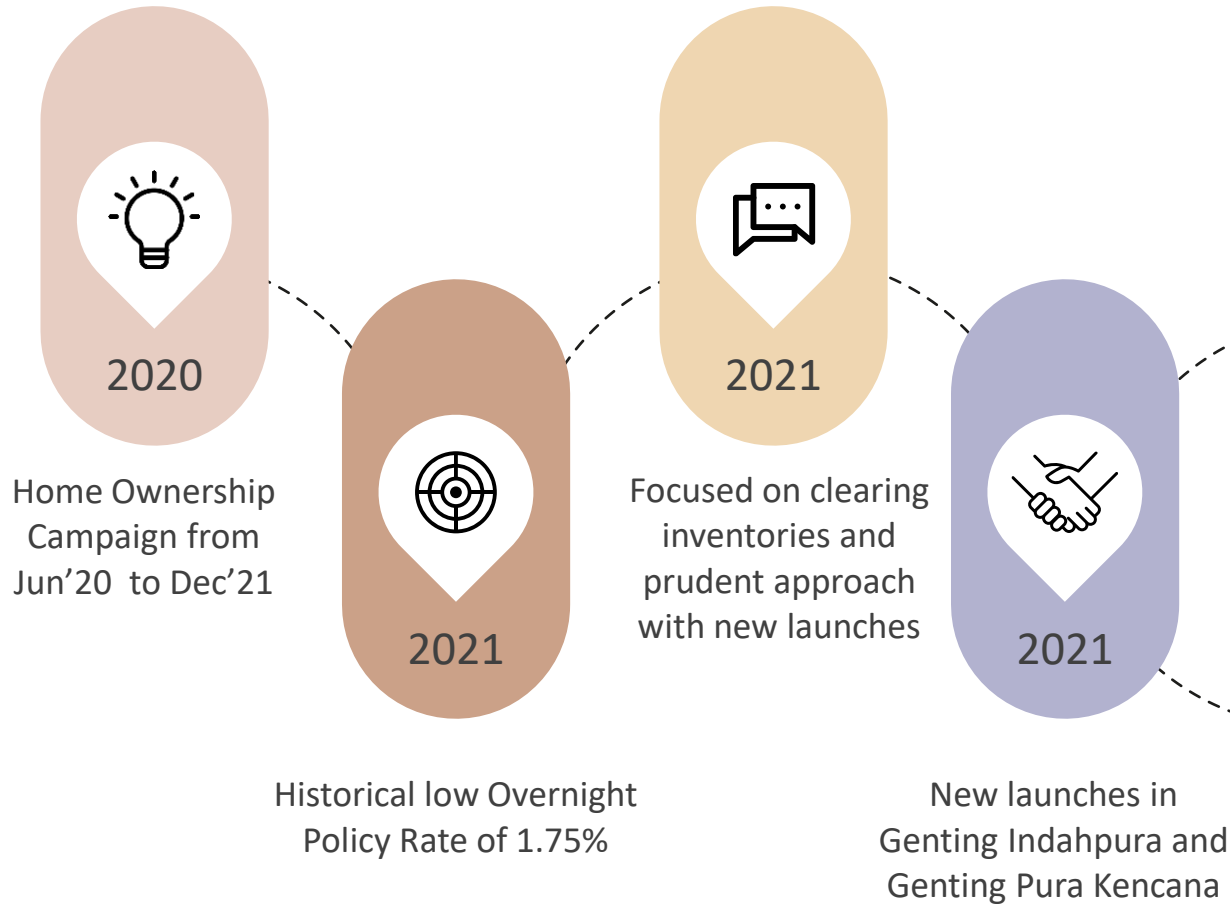 2020
Home Ownership
Campaign from
Jun’20  to Dec’21
2021
Historical low Overnight
Policy Rate of 1.75%
2021
Focused on clearing
inventories and
prudent approach
with new launches
2021
New launches in
Genting Indahpura and
Genting Pura Kencana